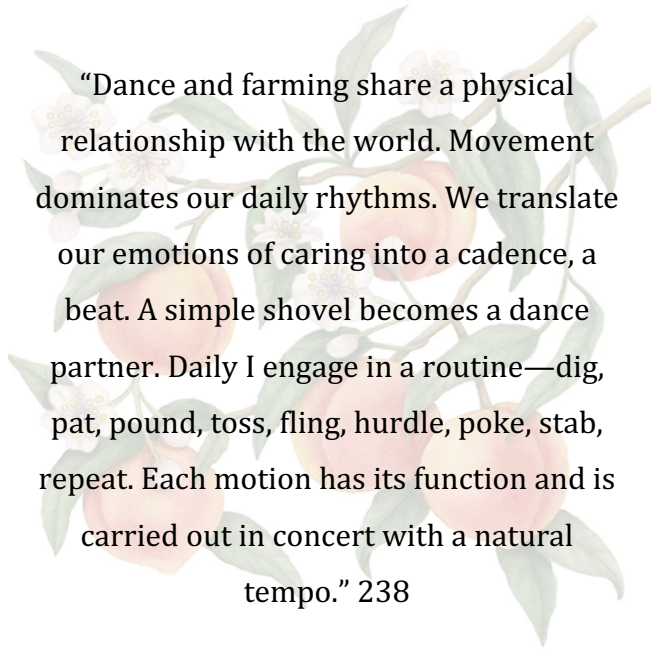 “Dance and farming share a physical
relationship with the world. Movement
dominates our daily rhythms. We translate
our emotions of caring into a cadence, a
beat. A simple shovel becomes a dance
partner. Daily I engage in a routine—dig,
pat, pound, toss, fling, hurdle, poke, stab,
repeat. Each motion has its function and is
carried out in concert with a natural
tempo.” 238